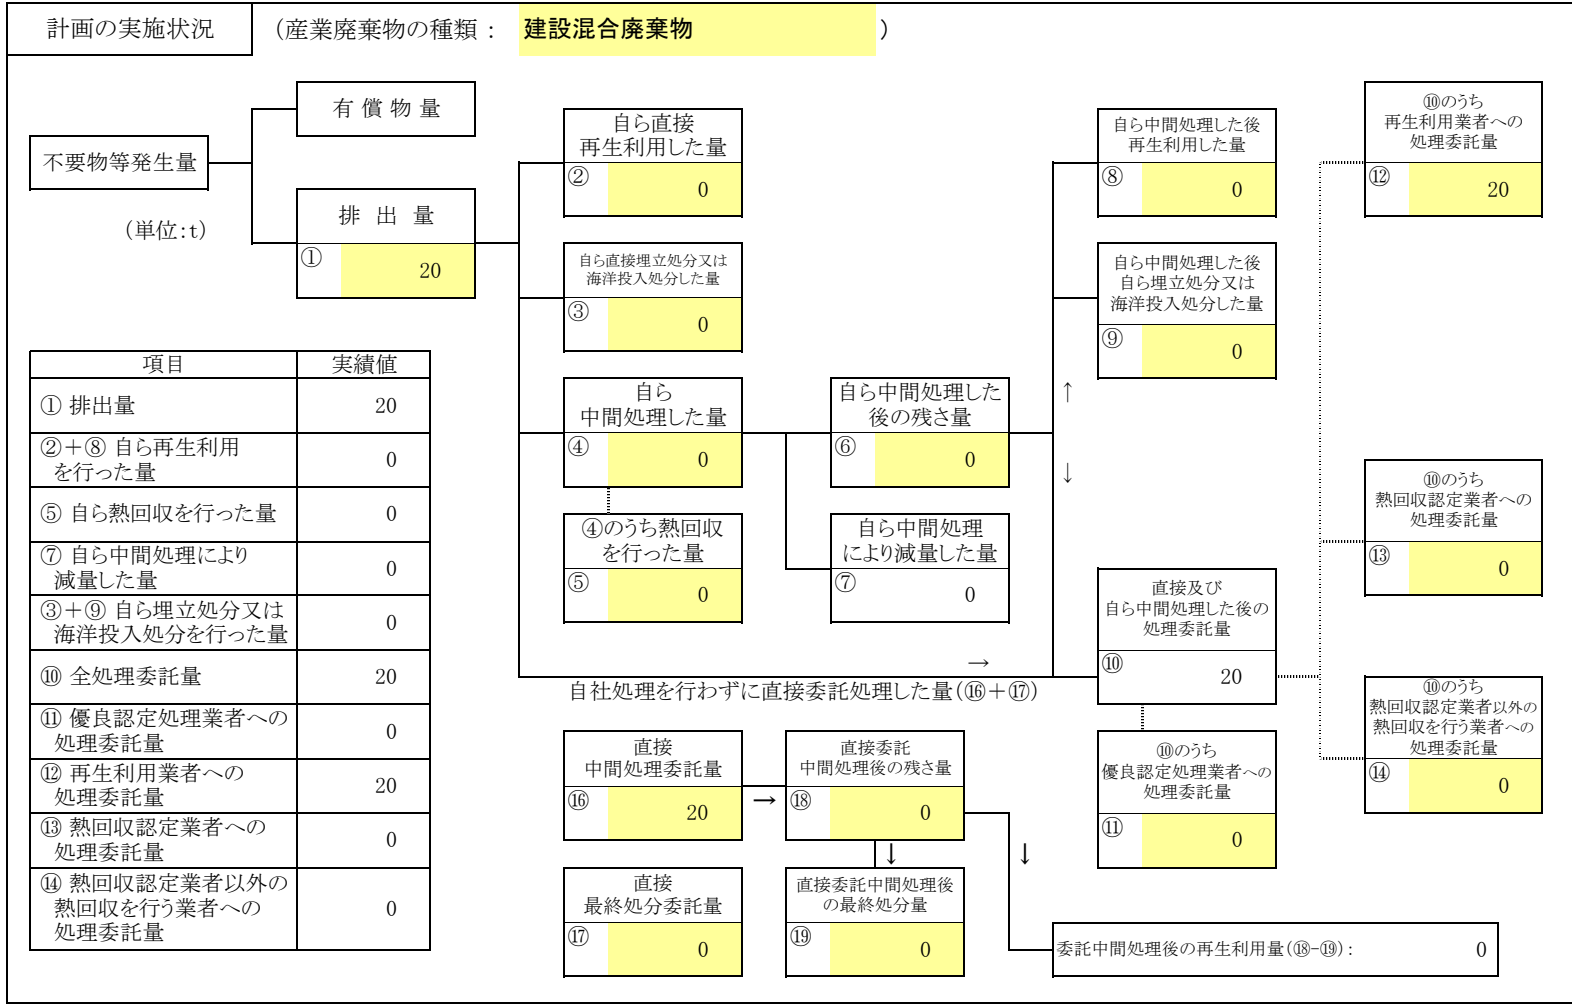 計画の実施状況
(産業廃棄物の種類： 建設混合廃棄物 )
有 償 物 量
不要物等発生量
(単位:t)
排 出 量
① 20
自ら直接
再生利用した量
② 0
自ら直接埋立処分又は
海洋投入処分した量
③ 0
自ら
中間処理した量
④ 0
④のうち熱回収
を行った量
⑤ 0
自ら中間処理した
後の残さ量
⑥ 0
自ら中間処理
により減量した量
⑦ 0
自ら中間処理した後
再生利用した量
⑧ 0
自ら中間処理した後
自ら埋立処分又は
海洋投入処分した量
⑨ 0
↑
↓
直接及び
自ら中間処理した後の
処理委託量
⑩ 20
⑩のうち
優良認定処理業者への
処理委託量
⑪ 0
⑩のうち
再生利用業者への
処理委託量
⑫ 20
⑩のうち
熱回収認定業者への
処理委託量
⑬ 0
⑩のうち
熱回収認定業者以外の
熱回収を行う業者への
処理委託量
⑭ 0
→
自社処理を行わずに直接委託処理した量(⑯＋⑰)
直接
中間処理委託量
⑯ 20
→
直接委託
中間処理後の残さ量
⑱ 0
↓
↓
直接
最終処分委託量
⑰ 0
直接委託中間処理後
の最終処分量
⑲ 0
委託中間処理後の再生利用量(⑱-⑲)： 0
項目 実績値
① 排出量 20
②＋⑧ 自ら再生利用
を行った量 0
⑤ 自ら熱回収を行った量 0
⑦ 自ら中間処理により
減量した量 0
③＋⑨ 自ら埋立処分又は
海洋投入処分を行った量 0
⑩ 全処理委託量 20
⑪ 優良認定処理業者への
処理委託量 0
⑫ 再生利用業者への
処理委託量 20
⑬ 熱回収認定業者への
処理委託量 0
⑭ 熱回収認定業者以外の
熱回収を行う業者への
処理委託量 0